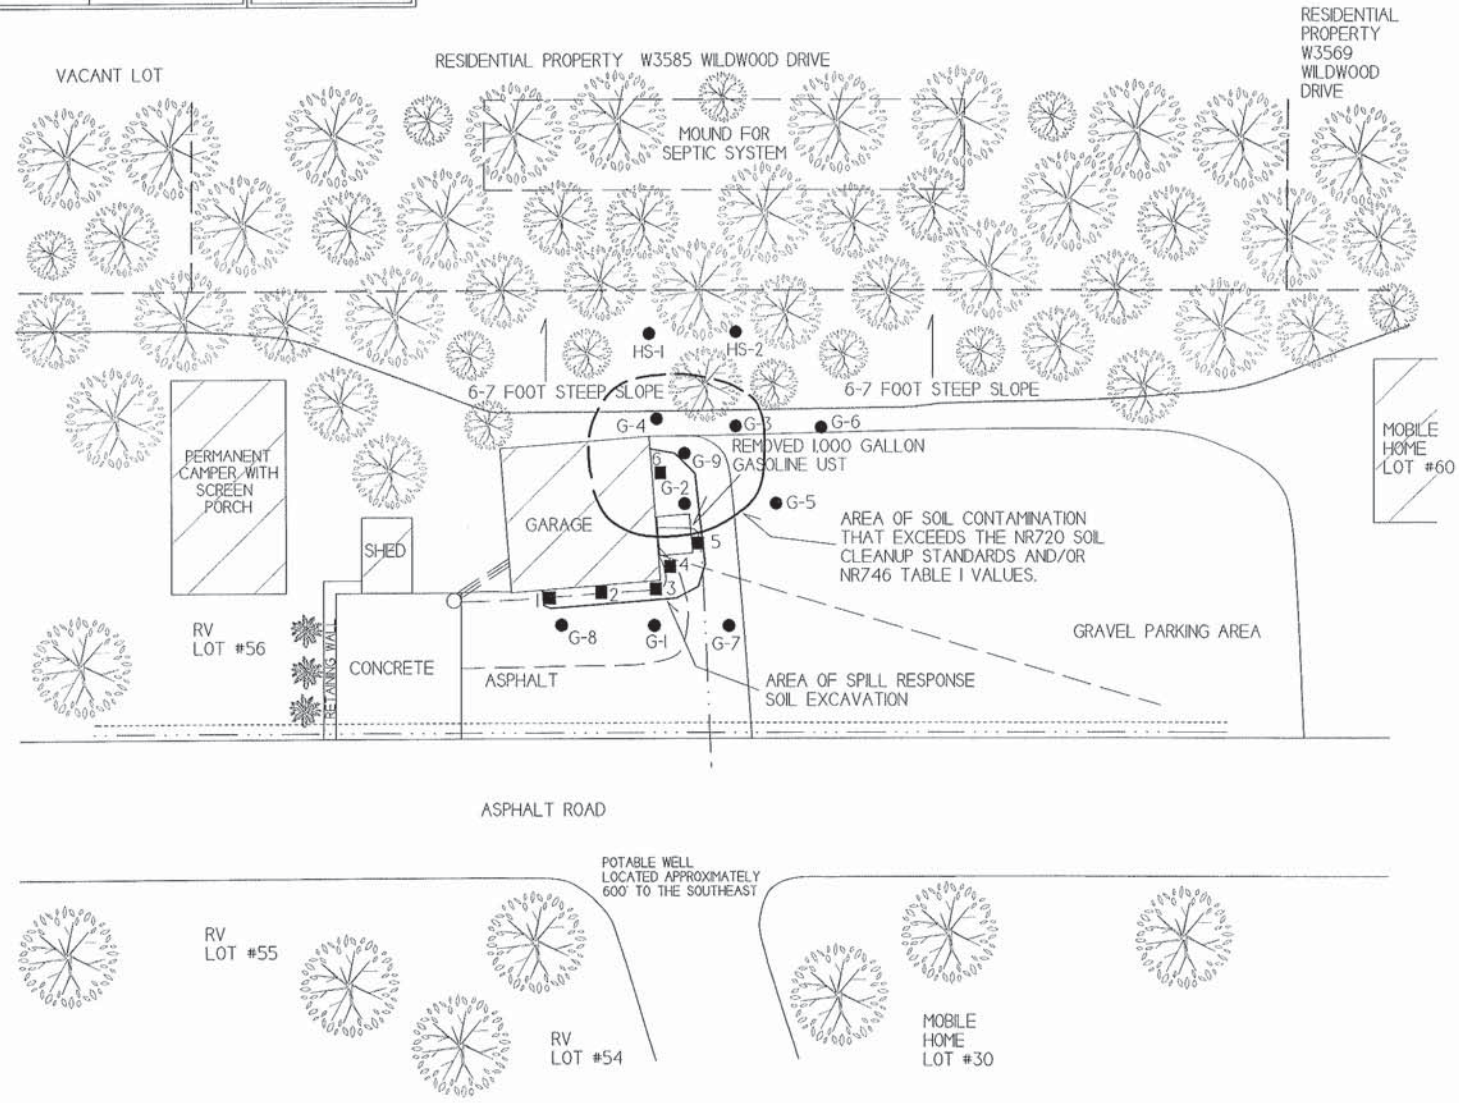 RESIDENTIAL
PROPERTY
W3569
WILDWOOD
DRIVE
RESIDENTIAL PROPERTY W3585 WILDWOOD DRIVE
VACANT LOT
MOUND FOR
SEPTIC SYSTEM
HS-1
HS-2
6-7 FOOT STEEP SLOPE
6-7 FOOT STEEP SLOPE
G-4
G-3
G-6
REMOVED 1,000 GALLON
GASOLINE UST
MOBILE
HOME
LOT #60
PERMANENT
CAMPER WITH
SCREEN
PORCH
6
G-9
G-2
G-5
GARAGE
AREA OF SOIL CONTAMINATION
THAT EXCEEDS THE NR720 SOIL
CLEANUP STANDARDS AND/OR
NR746 TABLE 1 VALUES.
SHED
5
4
3
2
1
RV
LOT #56
G-8
G-1
G-7
GRAVEL PARKING AREA
RETAINING WALL
CONCRETE
ASPHALT
AREA OF SPILL RESPONSE
SOIL EXCAVATION
ASPHALT ROAD
POTABLE WELL
LOCATED APPROXIMATELY
600' TO THE SOUTHEAST
RV
LOT #55
RV
LOT #54
MOBILE
HOME
LOT #30